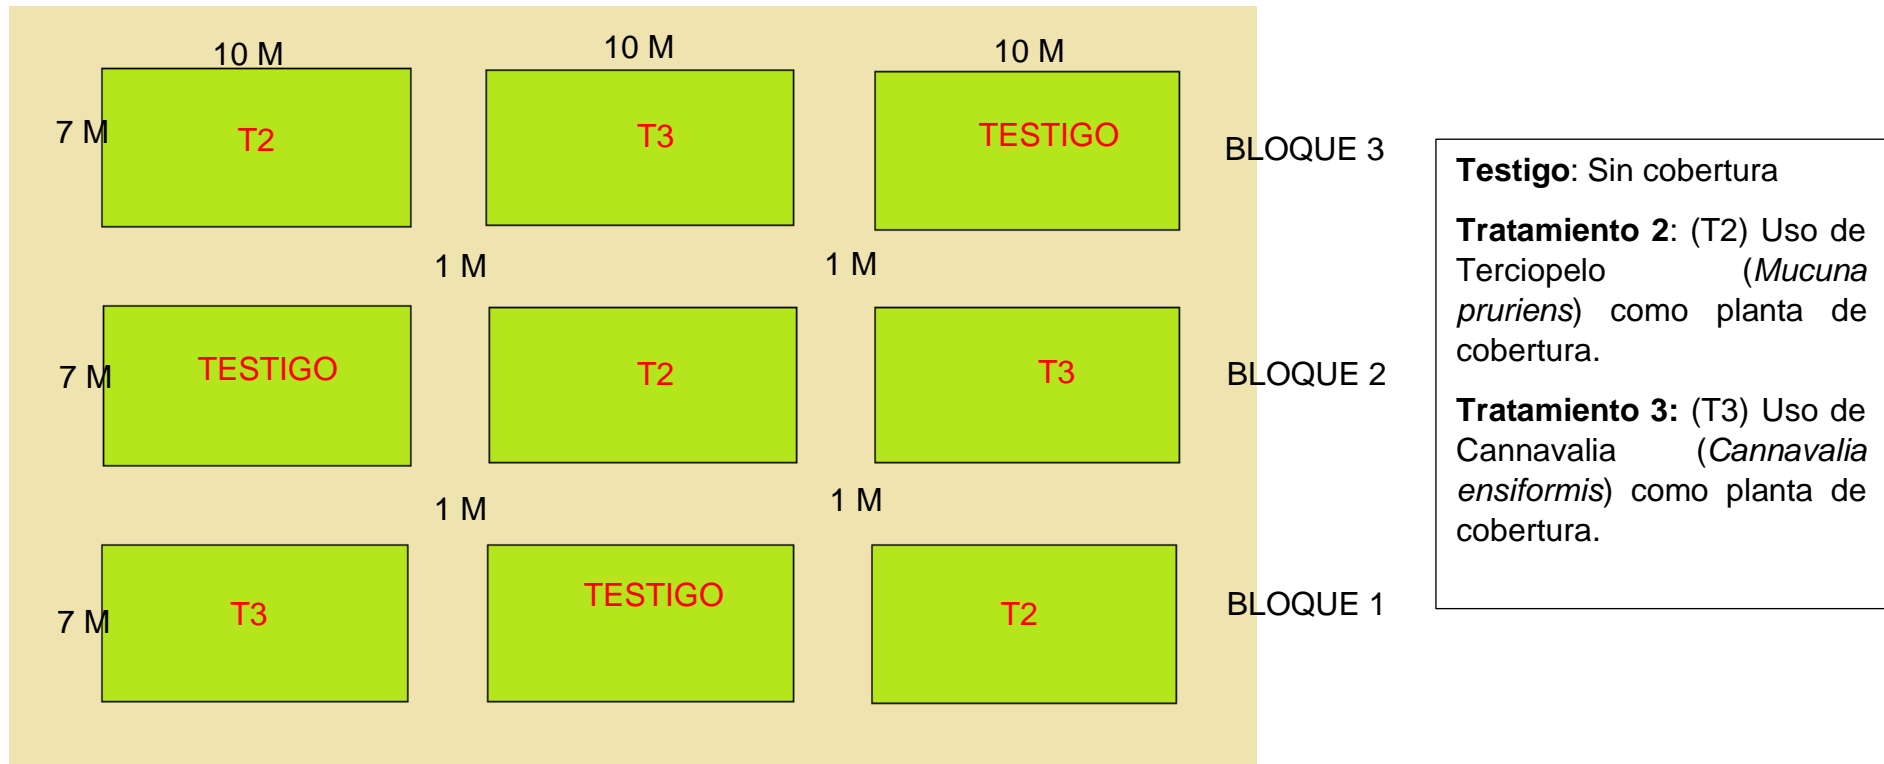 10 M
10 M
10 M
7 M
T2
T3
TESTIGO
BLOQUE 3
1 M
1 M
7 M
TESTIGO
T2
T3
BLOQUE 2
1 M
1 M
7 M
T3
TESTIGO
T2
BLOQUE 1
Testigo: Sin cobertura
Tratamiento 2: (T2) Uso de
Terciopelo (Mucuna
pruriens) como planta de
cobertura.
Tratamiento 3: (T3) Uso de
Cannavalia (Cannavalia
ensiformis) como planta de
cobertura.